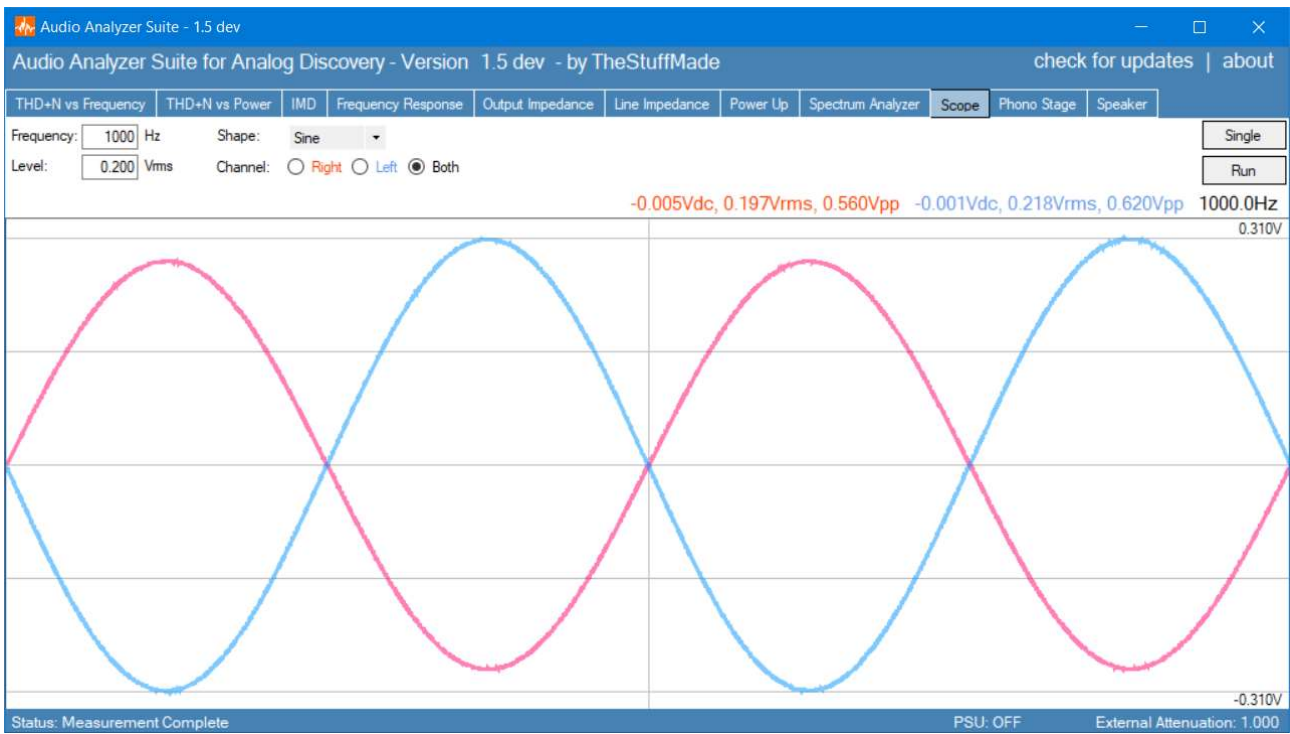 Audio Analyzer Suite - 1.5 dev
Audio Analyzer Suite for Analog Discovery - Version 1.5 dev - by TheStuffMade check for updates | about
THD+N vs Frequency THD+N vs Power IMD Frequency Response Output Impedance Line Impedance Power Up Spectrum Analyzer Scope Phono Stage Speaker
Frequency: 1000 Hz Shape: Sine Single
Level: 0.200 Vrms Channel: Right Left Both Run
-0.005Vdc, 0.197Vrms, 0.560Vpp -0.001Vdc, 0.218Vrms, 0.620Vpp 1000.0Hz
0.310V
-0.310V
Status: Measurement Complete PSU: OFF External Attenuation: 1.000